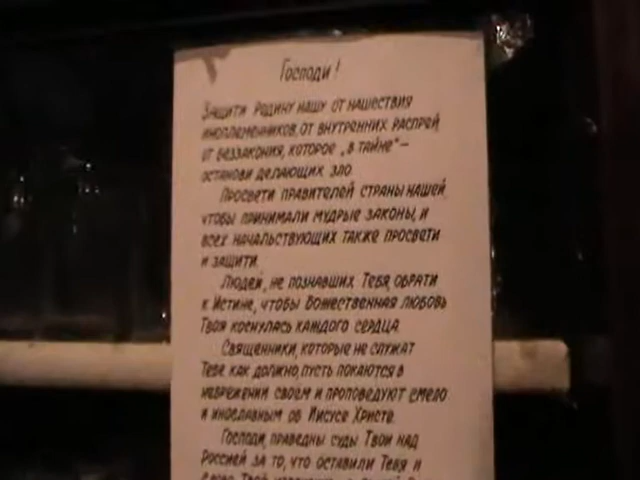 Господи!
Защити Родину нашу от нашествия
иноплеменников, от внутренних распрей,
от беззакония, которое „в тайне"–
останови делающих зло.
Просвети правителей страны нашей,
чтобы принимали мудрые законы, и
всех начальствующих также просвети
и защити.
Людей, не познавших Тебя, обрати
к Истине, чтобы Божественная любовь
Твоя коснулась каждого сердца.
Священники, которые не служат
Тебе как должно, пусть покаются в
нерадении своем и проповедуют смело
и инославным об Иисусе Христе.
Господи, праведны суды Твои над
Россией за то, что оставили Тебя и